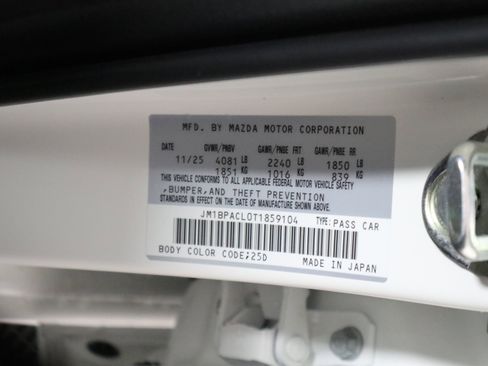 MFD. BY MAZDA MOTOR CORPORATION
DATE GVWR/PNBV GAWR/PNBE FRT GAWR/PNBE RR
11/25 4081 LB 2240 LB 1850 LB
1851 KG 1016 KG 839 KG
THIS VEHICLE CONFORMS TO ALL APPLICABLE FEDERAL MOTOR VEHICLE SAFETY
,BUMPER,AND THEFT PREVENTION
STANDARDS IN EFFECT ON THE DATE OF MANUFACTURE SHOWN ABOVE.
JM1BPACL0T1859104 TYPE:PASS CAR
BODY COLOR CODE;25D MADE IN JAPAN